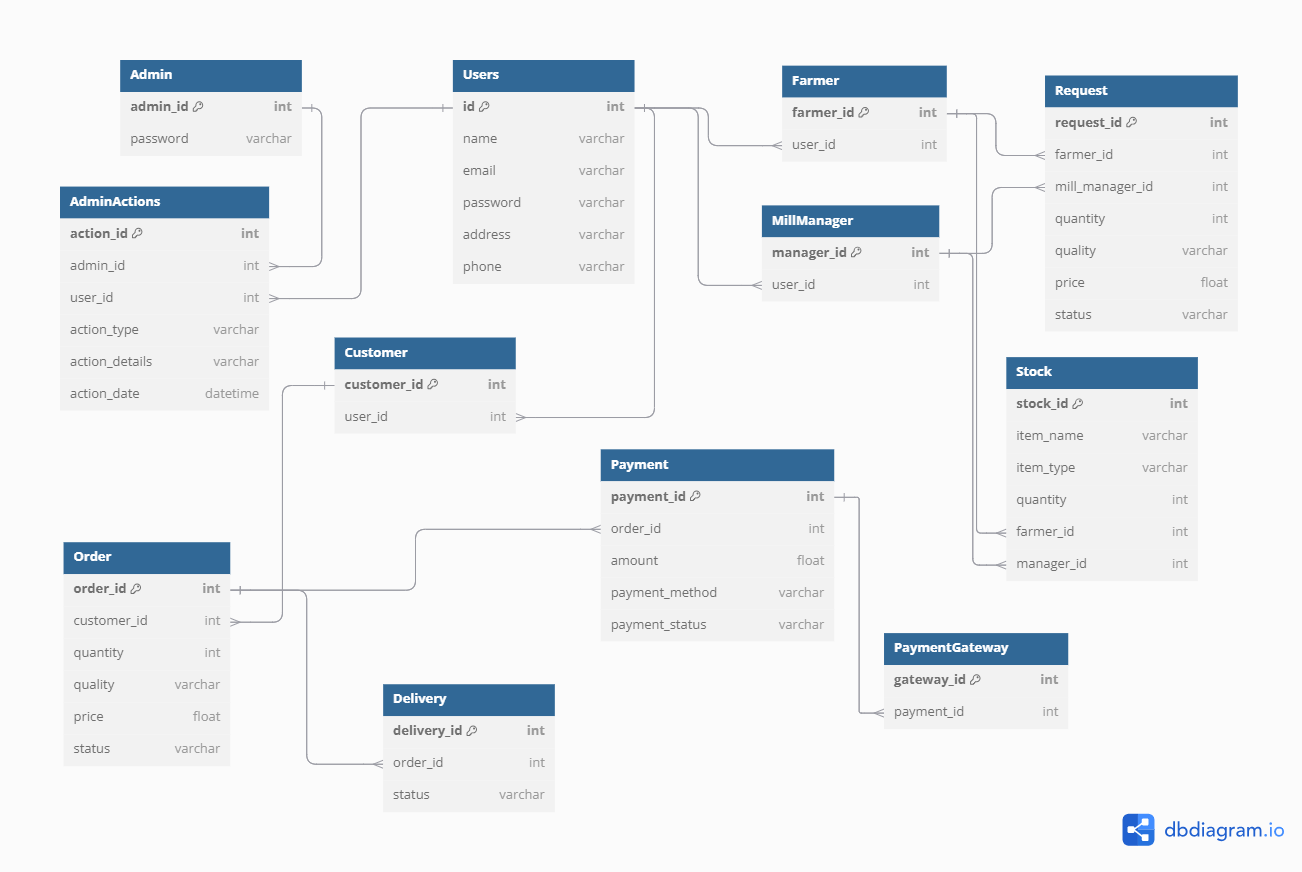 Admin
admin_id int
password varchar
AdminActions
action_id int
admin_id int
user_id int
action_type varchar
action_details varchar
action_date datetime
Users
id int
name varchar
email varchar
password varchar
address varchar
phone varchar
Farmer
farmer_id int
user_id int
MillManager
manager_id int
user_id int
Request
request_id int
farmer_id int
mill_manager_id int
quantity int
quality varchar
price float
status varchar
Customer
customer_id int
user_id int
Stock
stock_id int
item_name varchar
item_type varchar
quantity int
farmer_id int
manager_id int
Payment
payment_id int
order_id int
amount float
payment_method varchar
payment_status varchar
Order
order_id int
customer_id int
quantity int
quality varchar
price float
status varchar
PaymentGateway
gateway_id int
payment_id int
Delivery
delivery_id int
order_id int
status varchar
dbdiagram.io